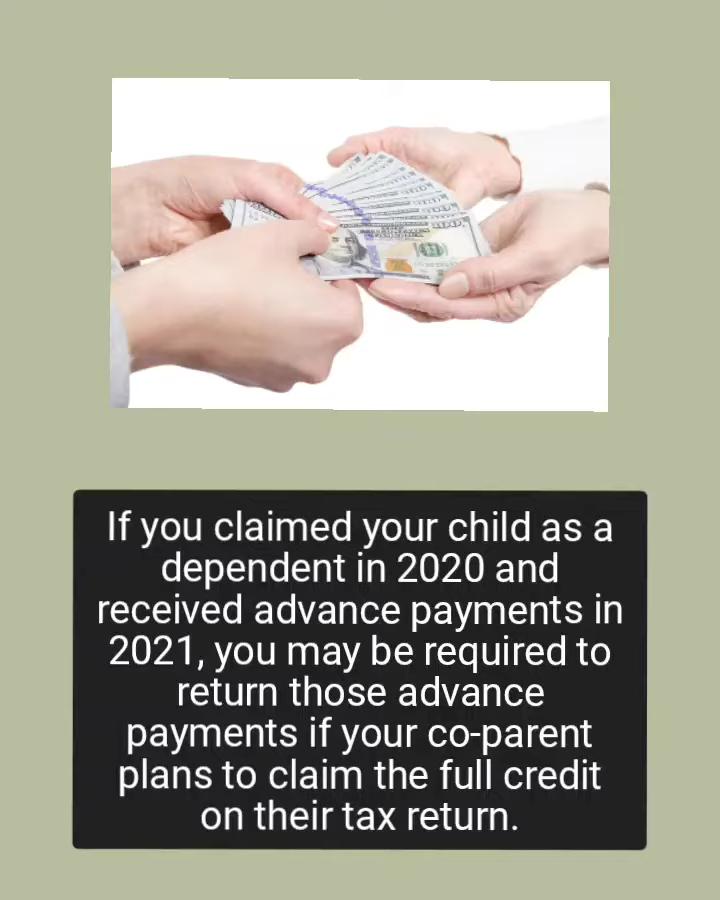 If you claimed your child as a
dependent in 2020 and
received advance payments in
2021, you may be required to
return those advance
payments if your co-parent
plans to claim the full credit
on their tax return.